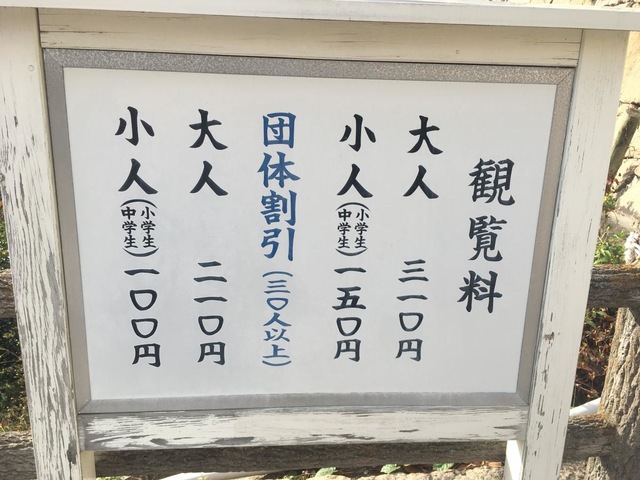 観覧料
大人 三一〇円
小人(小学生中学生)一五〇円
団体割引(三〇人以上)
大人 二一〇円
小人(小学生中学生)一〇〇円